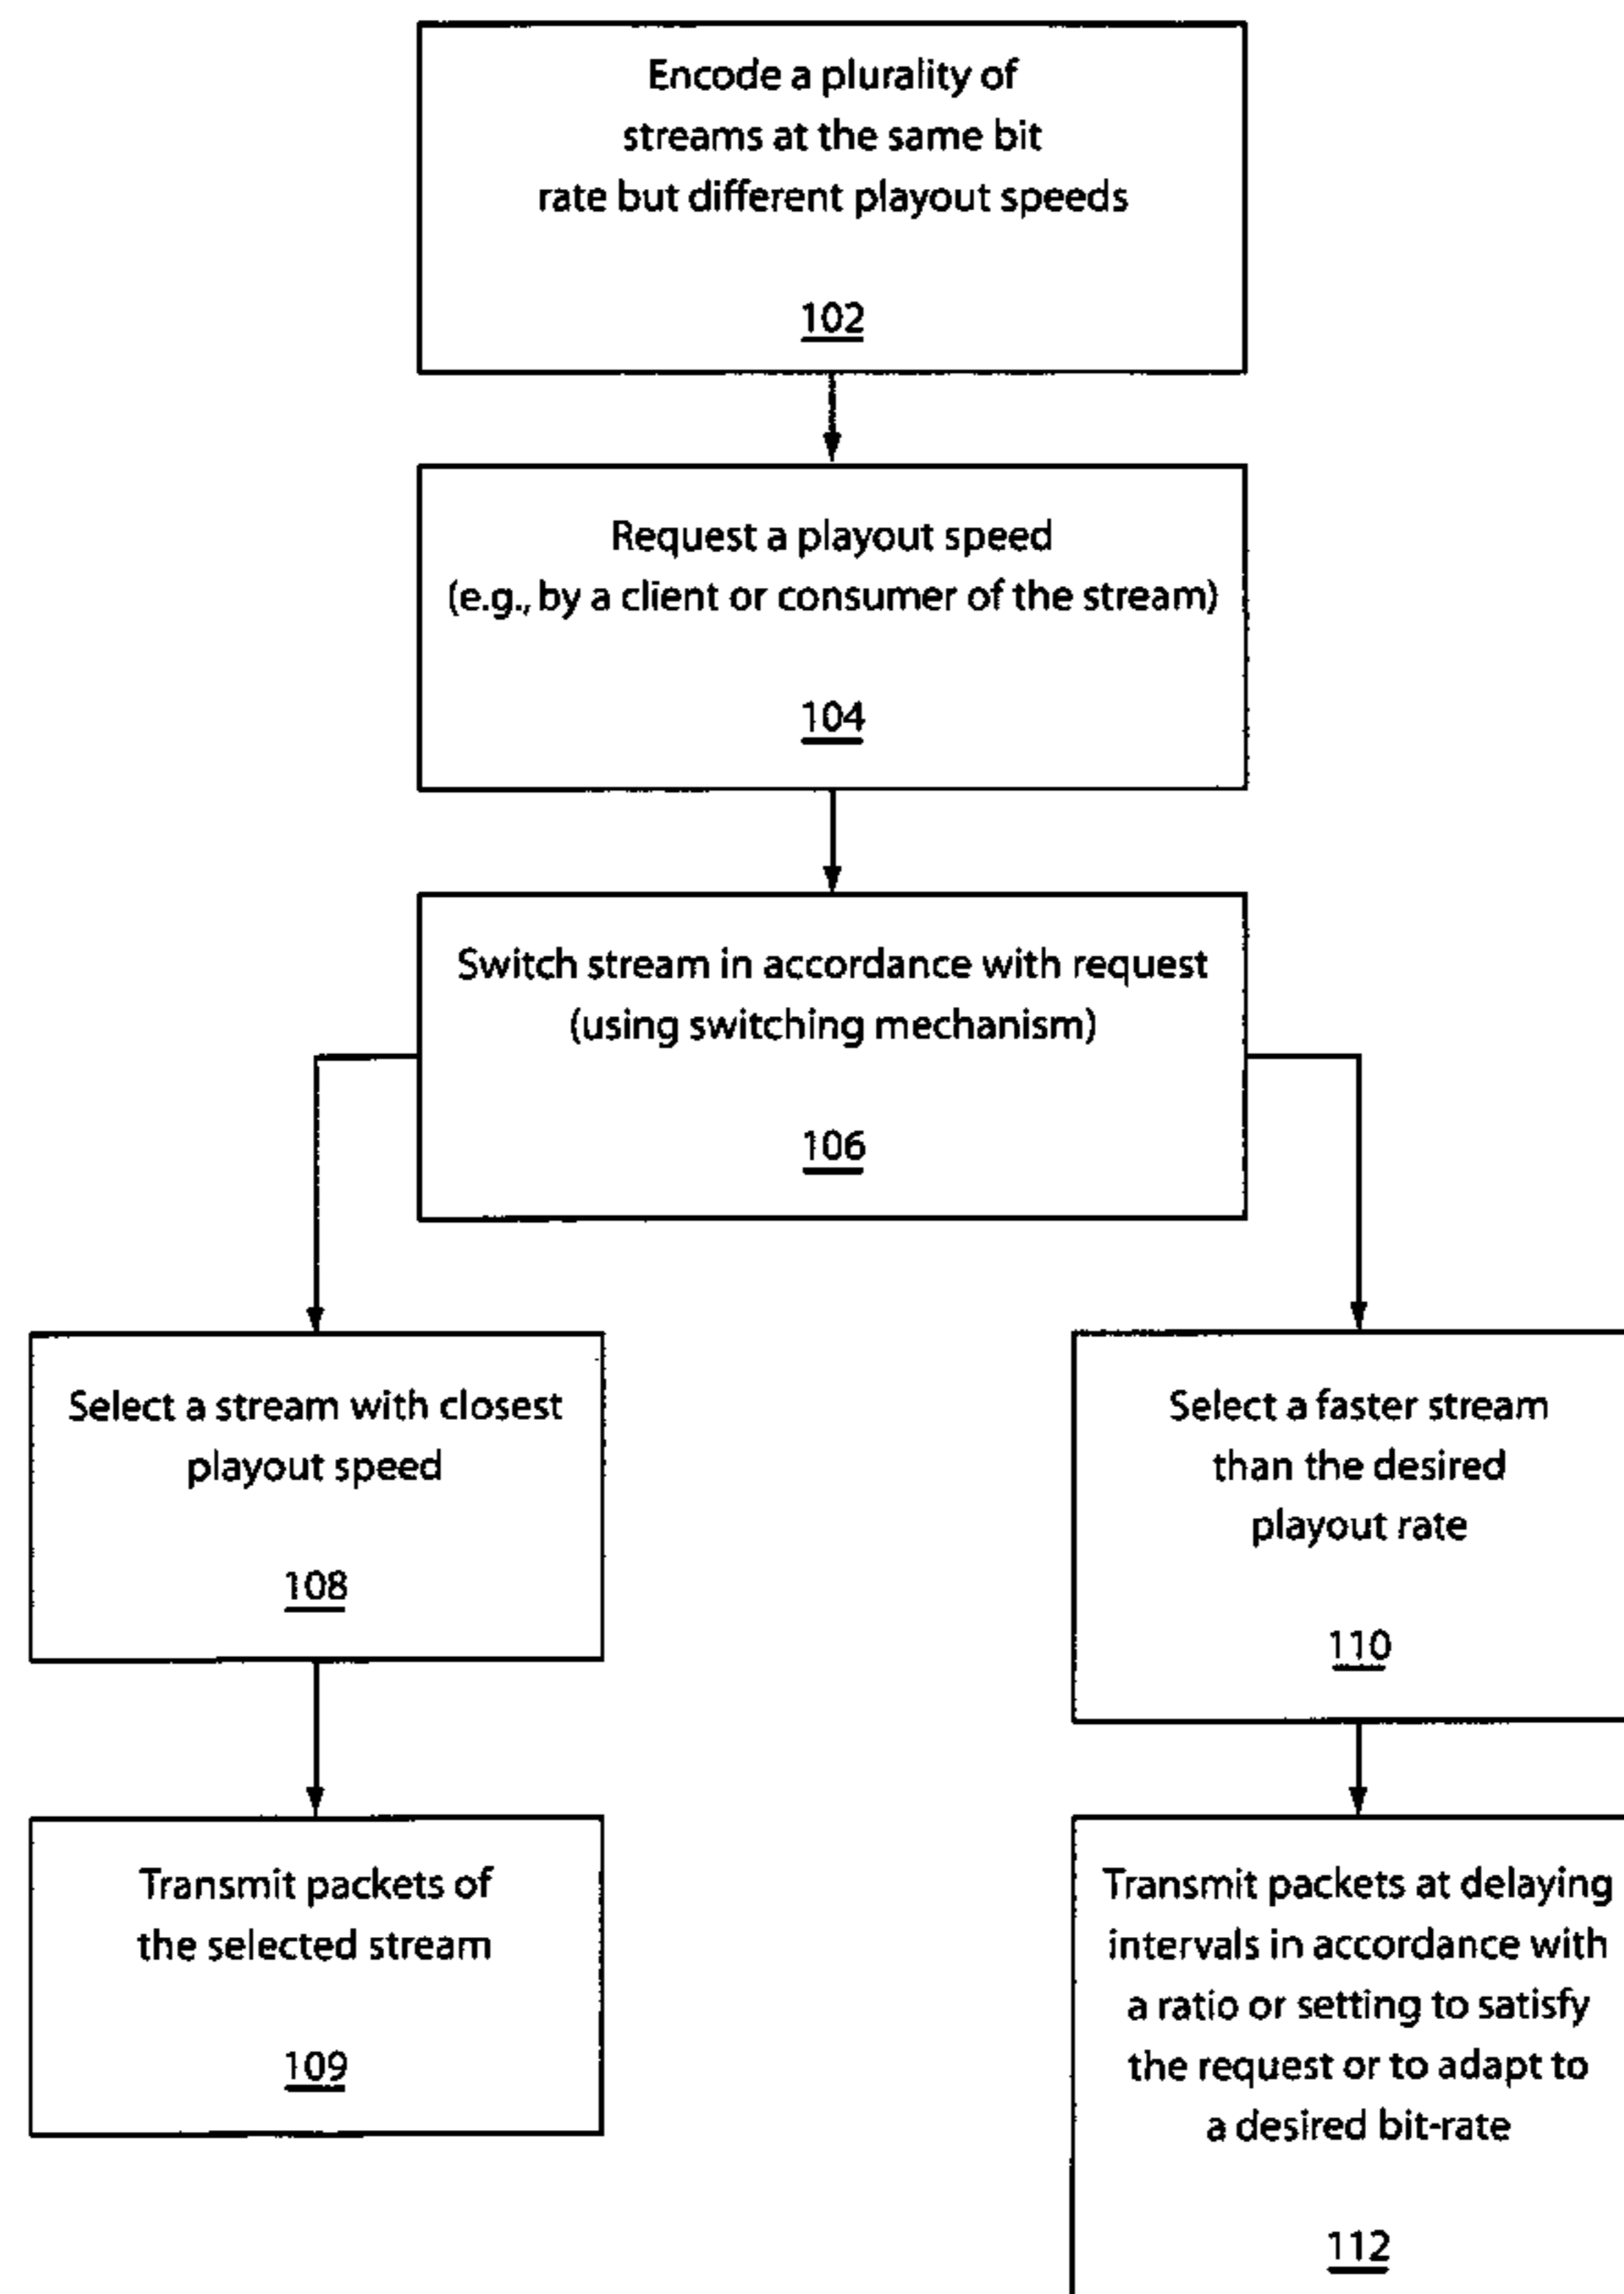 Encode a plurality of
streams at the same bit
rate but different playout speeds
102
Request a playout speed
(e.g., by a client or consumer of the stream)
104
Switch stream in accordance with request
(using switching mechanism)
106
Select a stream with closest
playout speed
108
Transmit packets of
the selected stream
109
Select a faster stream
than the desired
playout rate
110
Transmit packets at delaying
intervals in accordance with
a ratio or setting to satisfy
the request or to adapt to
a desired bit-rate
112